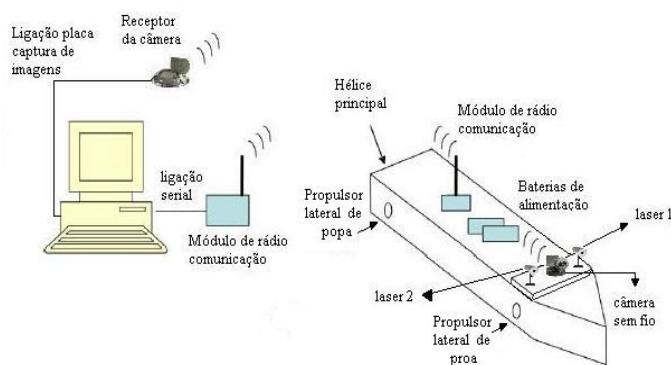 Ligação placa
captura de
imagens
Receptor
da câmera
ligação
serial
Módulo de rádio
comunicação
Hélice
principal
Módulo de rádio
comunicação
Baterias de
alimentação
laser 1
Propulsor
lateral de
popa
laser 2
Propulsor
lateral de
proa
câmera
sem fio